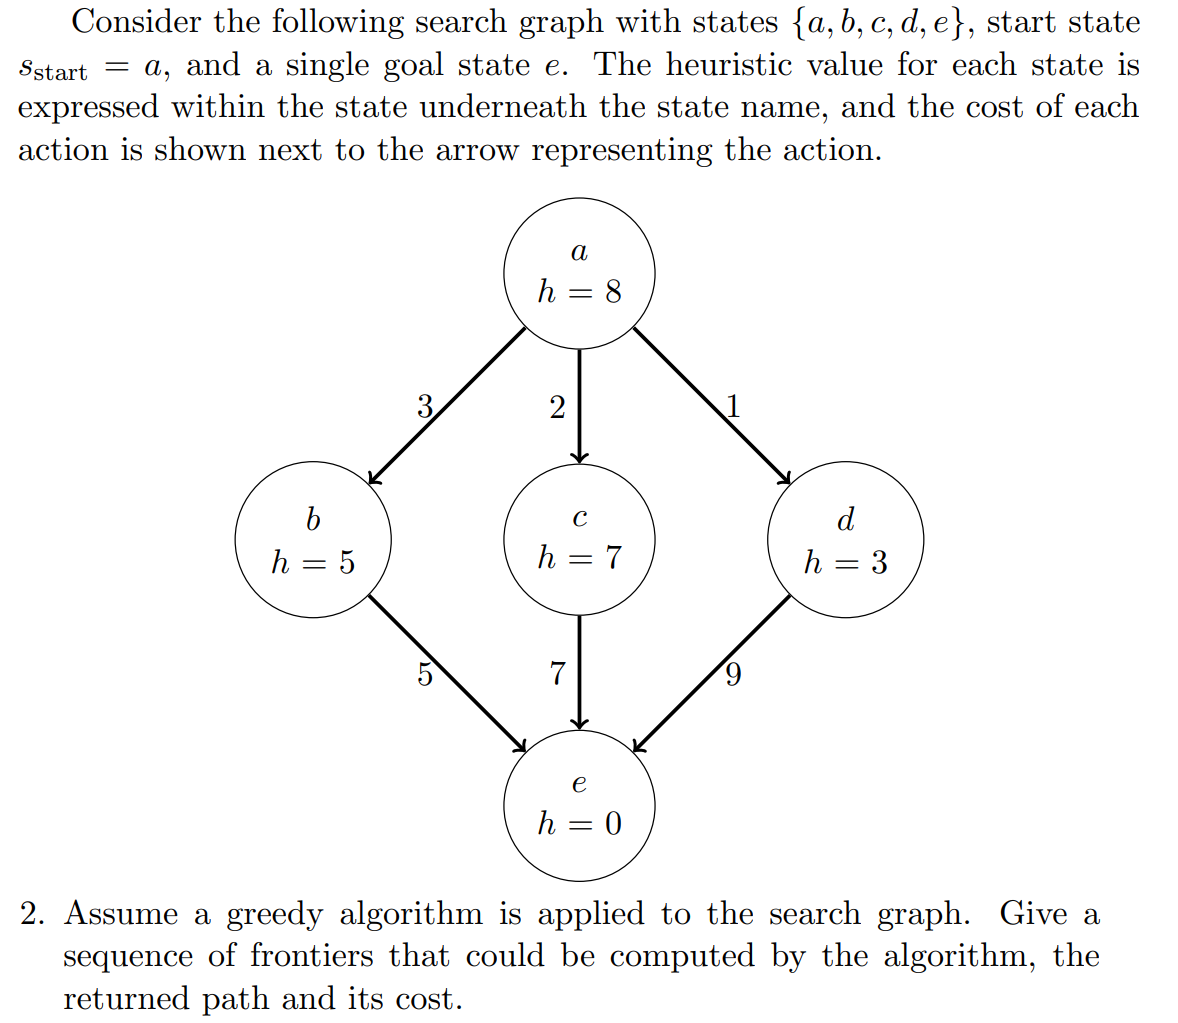 Consider the following search graph with states {a, b, c, d, e}, start state
s_start = a, and a single goal state e. The heuristic value for each state is
expressed within the state underneath the state name, and the cost of each
action is shown next to the arrow representing the action.
a
h = 8
3
2
1
b
h = 5
c
h = 7
d
h = 3
5
7
9
e
h = 0
2. Assume a greedy algorithm is applied to the search graph. Give a
sequence of frontiers that could be computed by the algorithm, the
returned path and its cost.